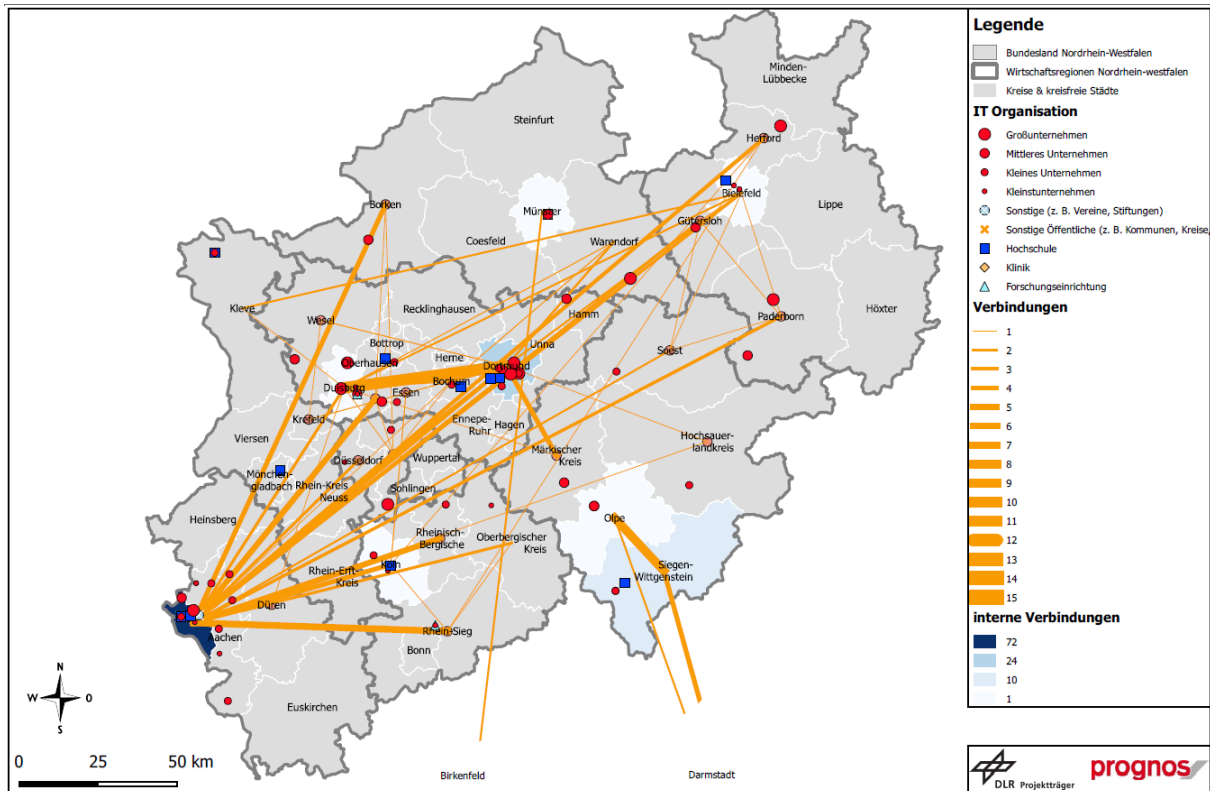 Minden-
Lübbecke
Steinfurt
Herford
Borken
Bielefeld
Münster
Lippe
Gütersloh
Coesfeld
Warendorf
Kleve
Recklinghausen
Höxter
Wesel
Hamm
Paderborn
Bottrop
Unna
Soest
Oberhausen
Herne
Dortmund
Duisburg
Bochum
Essen
Krefeld
Ennepe-
Ruhr
Hagen
Viersen
Hochsauer-
landkreis
Märkischer
Kreis
Düsseldorf
Wuppertal
Mönchen-
gladbach
Rhein-Kreis
Neuss
Sohlingen
Heinsberg
Olpe
Rheinisch-
Bergische
Oberbergischer
Kreis
Köln
Siegen-
Wittgenstein
Rhein-Erft-
Kreis
Düren
Aachen
Rhein-Sieg
Bonn
Euskirchen
N
W
O
S
0 25 50 km
Birkenfeld
Darmstadt
Legende
Bundesland Nordrhein-Westfalen
Wirtschaftsregionen Nordrhein-westfalen
Kreise & kreisfreie Städte
IT Organisation
Großunternehmen
Mittleres Unternehmen
Kleines Unternehmen
Kleinstunternehmen
Sonstige (z. B. Vereine, Stiftungen)
Sonstige Öffentliche (z. B. Kommunen, Kreise,
Hochschule
Klinik
Forschungseinrichtung
Verbindungen
1
2
3
4
5
6
7
8
9
10
11
12
13
14
15
interne Verbindungen
72
24
10
1
DLR Projektträger
prognos